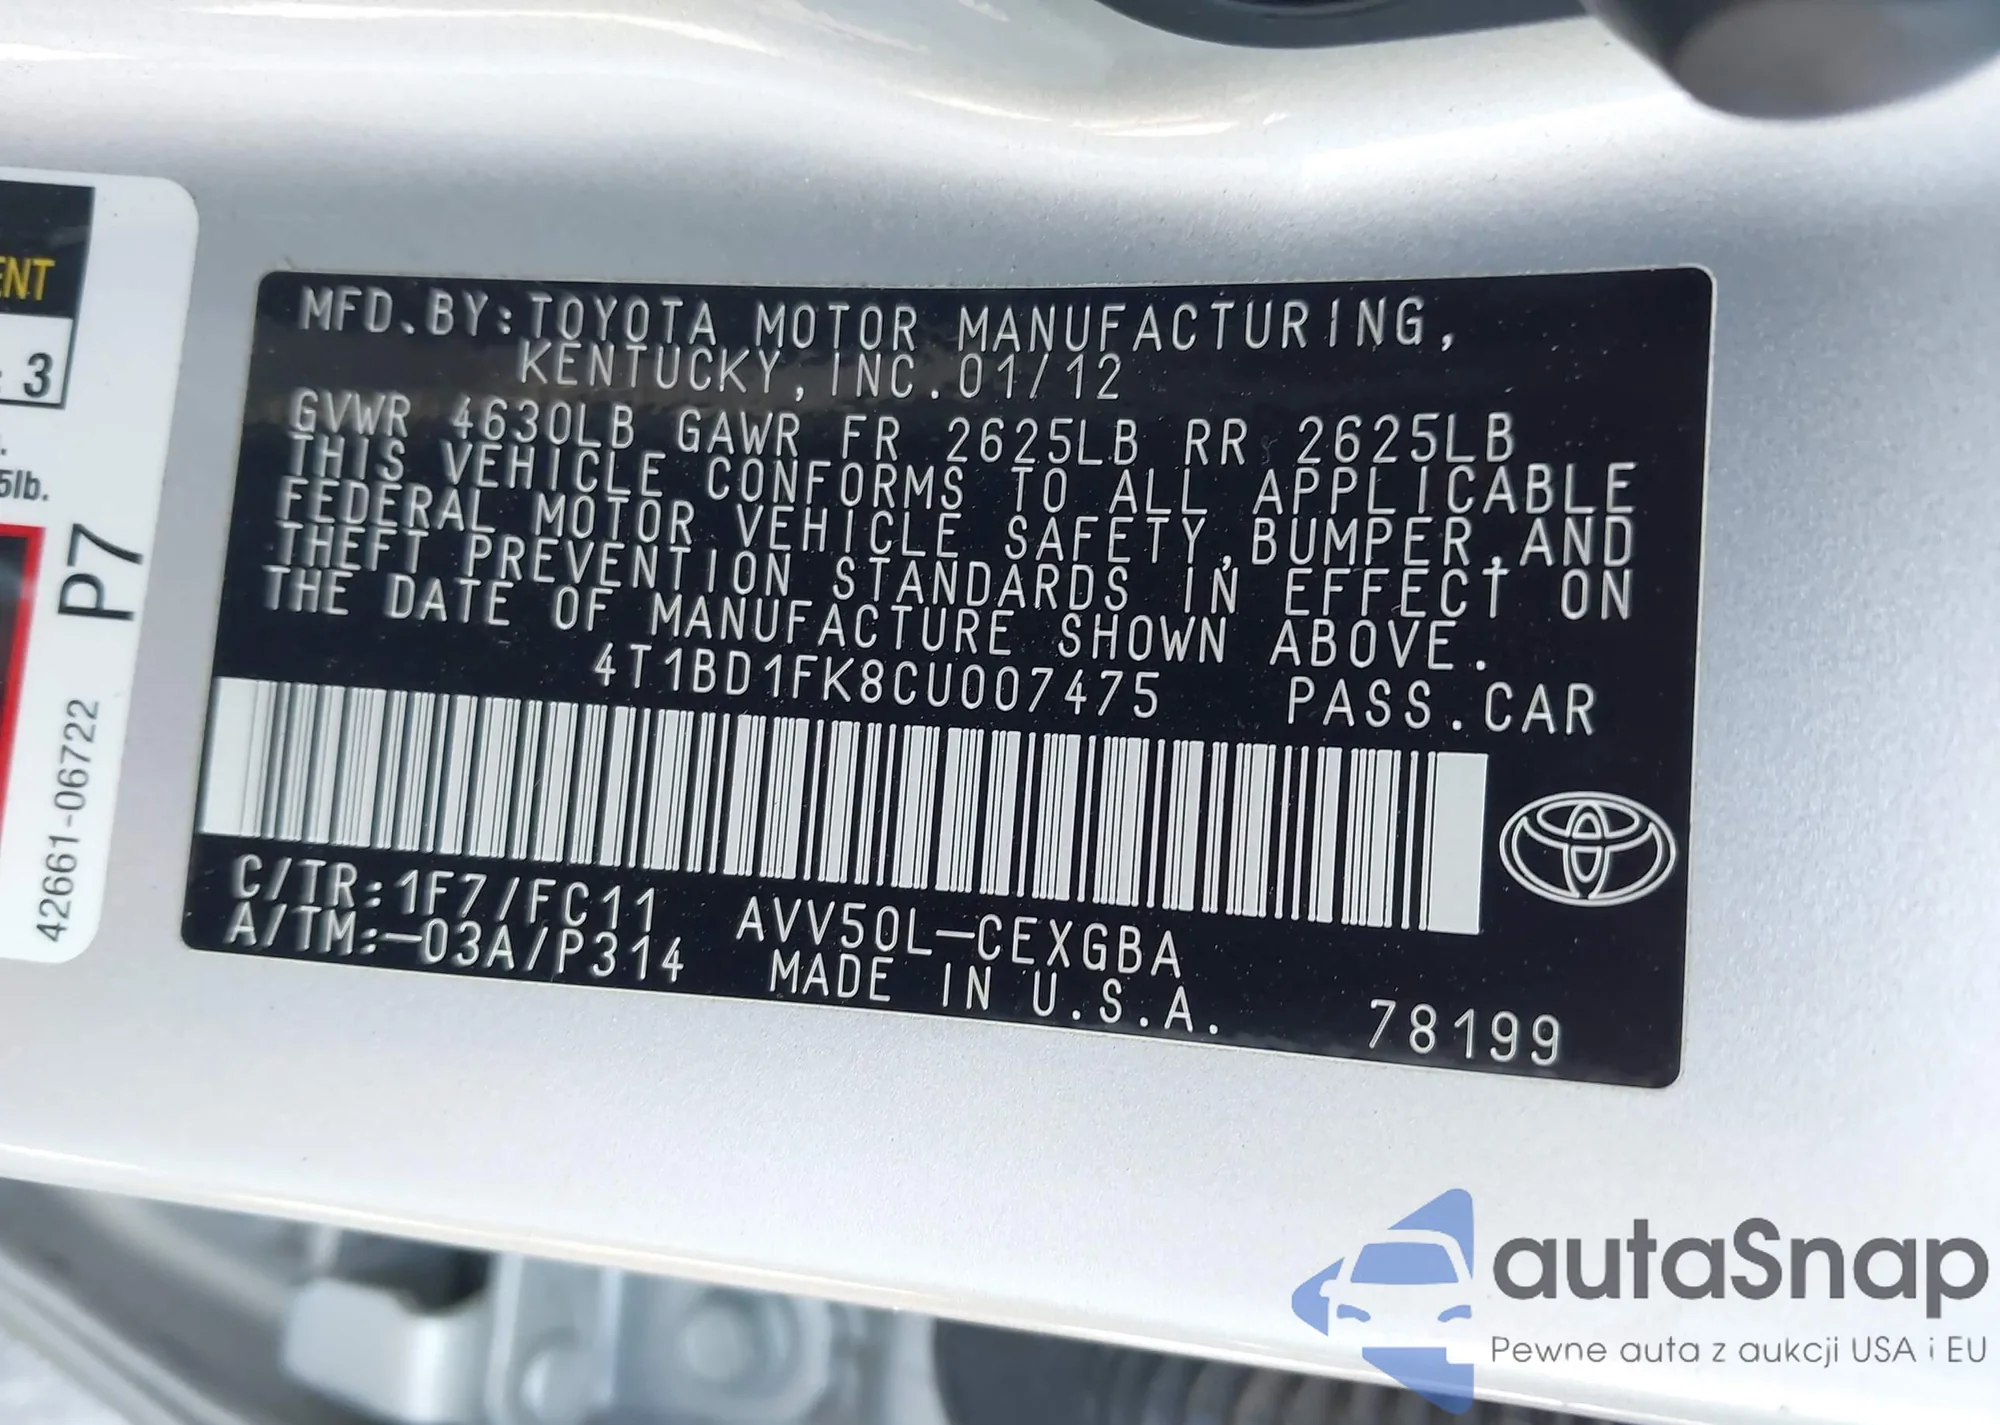 ENT
3
5lb.
P7
42661-06722
MFD.BY:TOYOTA MOTOR MANUFACTURING,
KENTUCKY,INC.01/12
GVWR 4630LB GAWR FR 2625LB RR 2625LB
THIS VEHICLE CONFORMS TO ALL APPLICABLE
FEDERAL MOTOR VEHICLE SAFETY,BUMPER,AND
THEFT PREVENTION STANDARDS IN EFFECT ON
THE DATE OF MANUFACTURE SHOWN ABOVE.
4T1BD1FK8CU007475 PASS.CAR
C/TR:1F7/FC11 AVV50L-CEXGBA
A/TM:-03A/P314 MADE IN U.S.A. 78199
autaSnap
Pewne auta z aukcji USA i EU